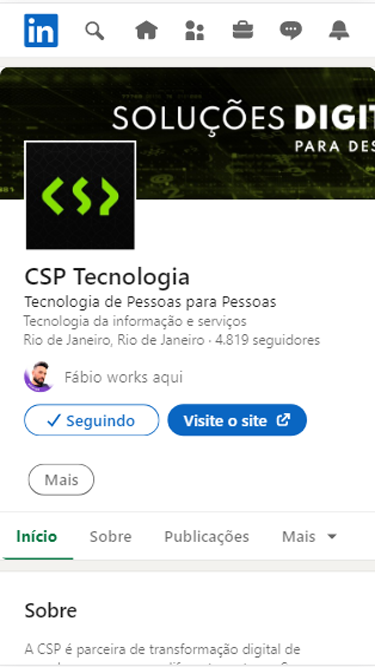 in
SOLUÇÕES DIGIT
PARA DES
CSP
CSP Tecnologia
Tecnologia de Pessoas para Pessoas
Tecnologia da informação e serviços
Rio de Janeiro, Rio de Janeiro · 4.819 seguidores
Fábio works aqui
Seguindo
Visite o site
Mais
Início Sobre Publicações Mais
Sobre
A CSP é parceira de transformação digital de